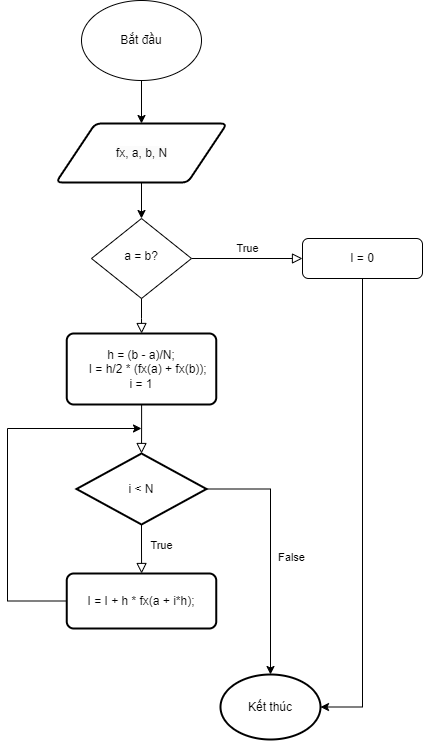 Bắt đầu
fx, a, b, N
a = b?
True
I = 0
h = (b - a)/N;
I = h/2 * (fx(a) + fx(b));
i = 1
i < N
True
False
I = I + h * fx(a + i*h);
Kết thúc